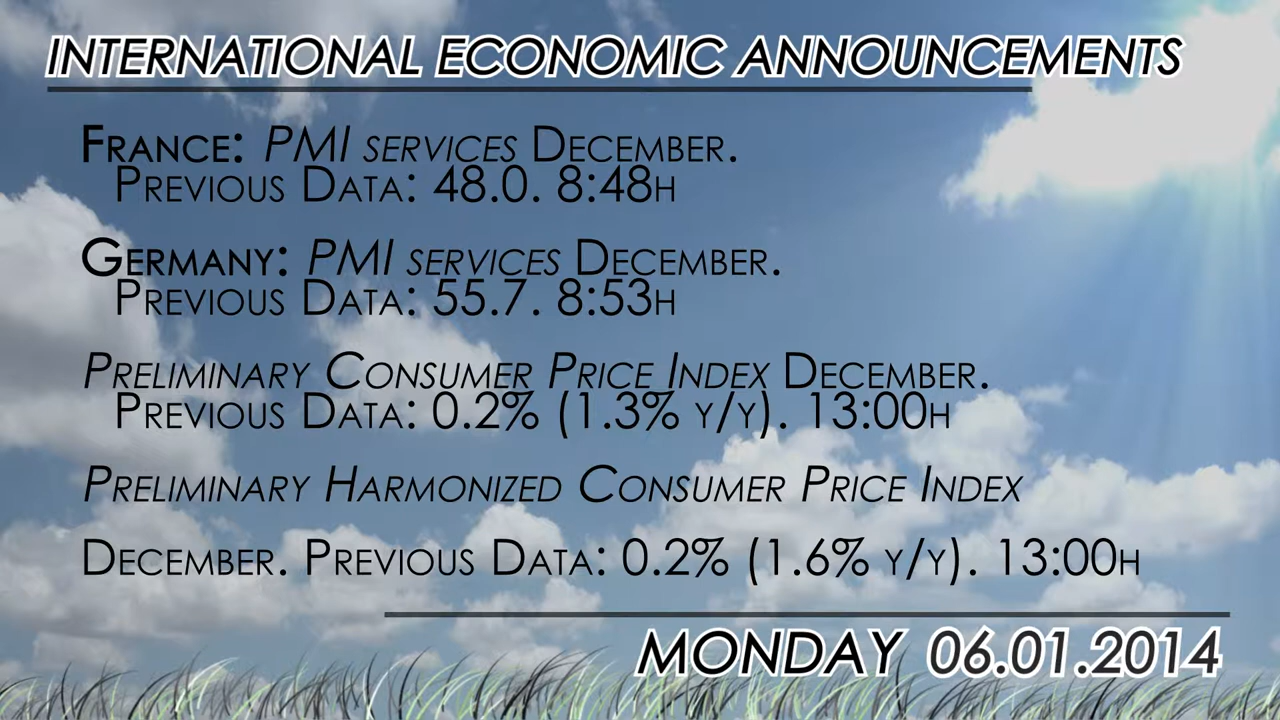 INTERNATIONAL ECONOMIC ANNOUNCEMENTS
FRANCE: PMI SERVICES DECEMBER.
PREVIOUS DATA: 48.0. 8:48H
GERMANY: PMI SERVICES DECEMBER.
PREVIOUS DATA: 55.7. 8:53H
PRELIMINARY CONSUMER PRICE INDEX DECEMBER.
PREVIOUS DATA: 0.2% (1.3% Y/Y). 13:00H
PRELIMINARY HARMONIZED CONSUMER PRICE INDEX
DECEMBER. PREVIOUS DATA: 0.2% (1.6% Y/Y). 13:00H
MONDAY 06.01.2014